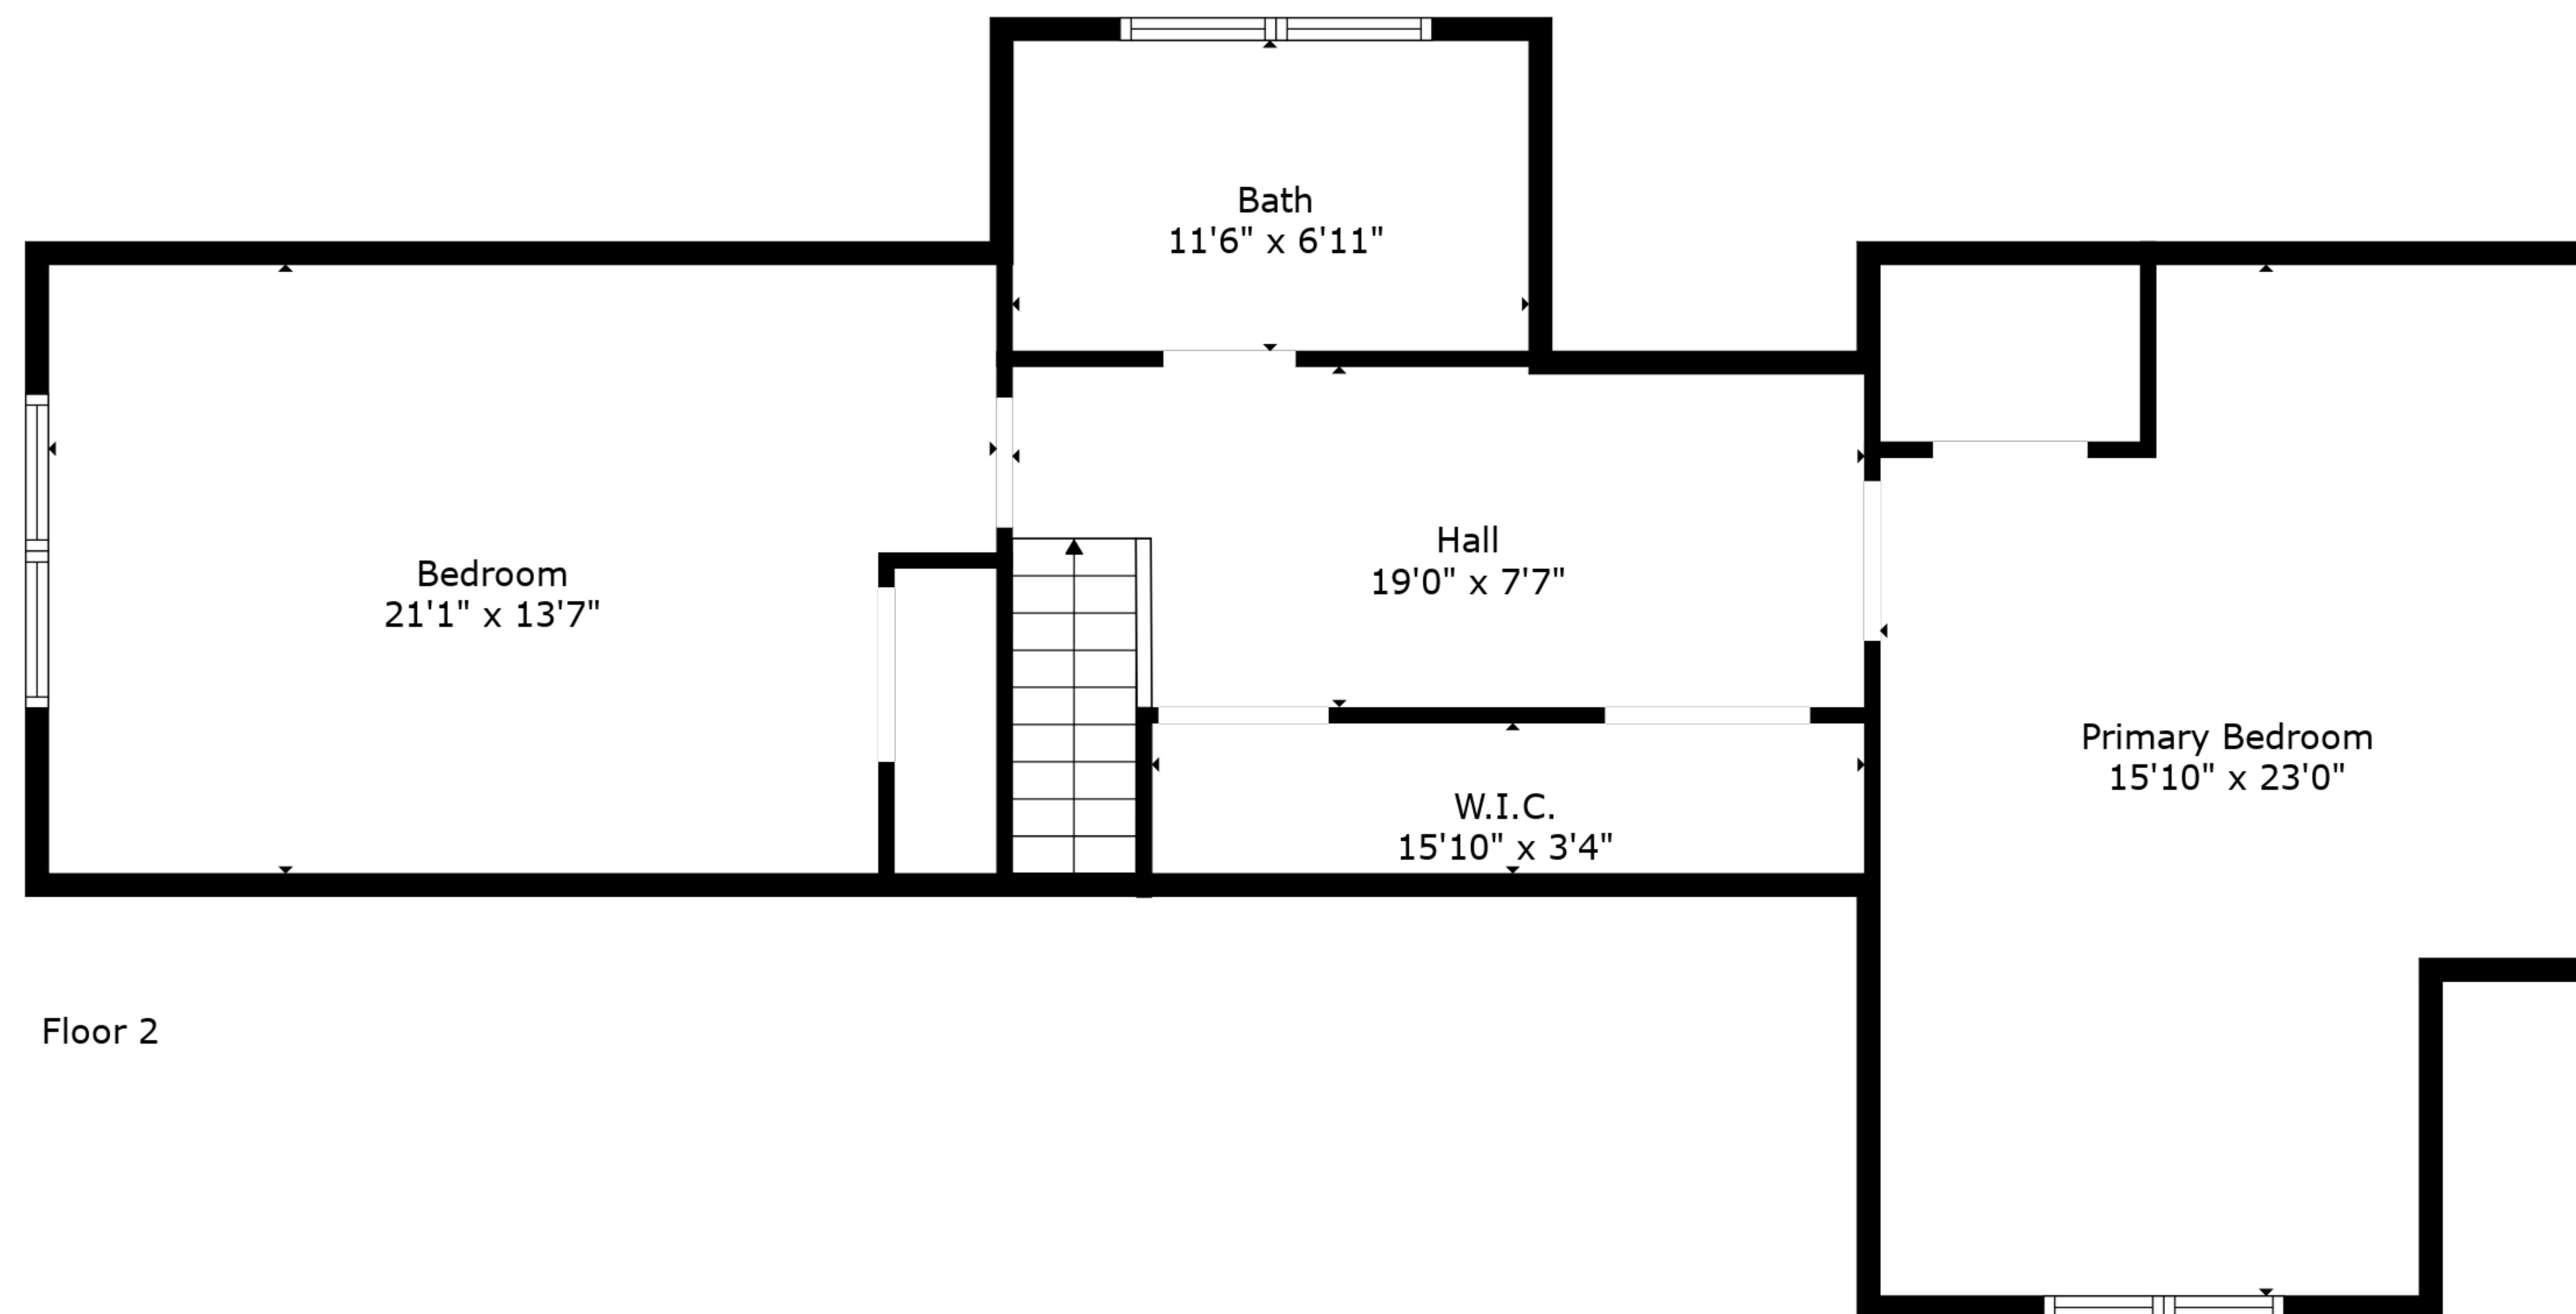 Bath
11'6" x 6'11"
Hall
19'0" x 7'7"
Bedroom
21'1" x 13'7"
Primary Bedroom
15'10" x 23'0"
W.I.C.
15'10" x 3'4"
Floor 2